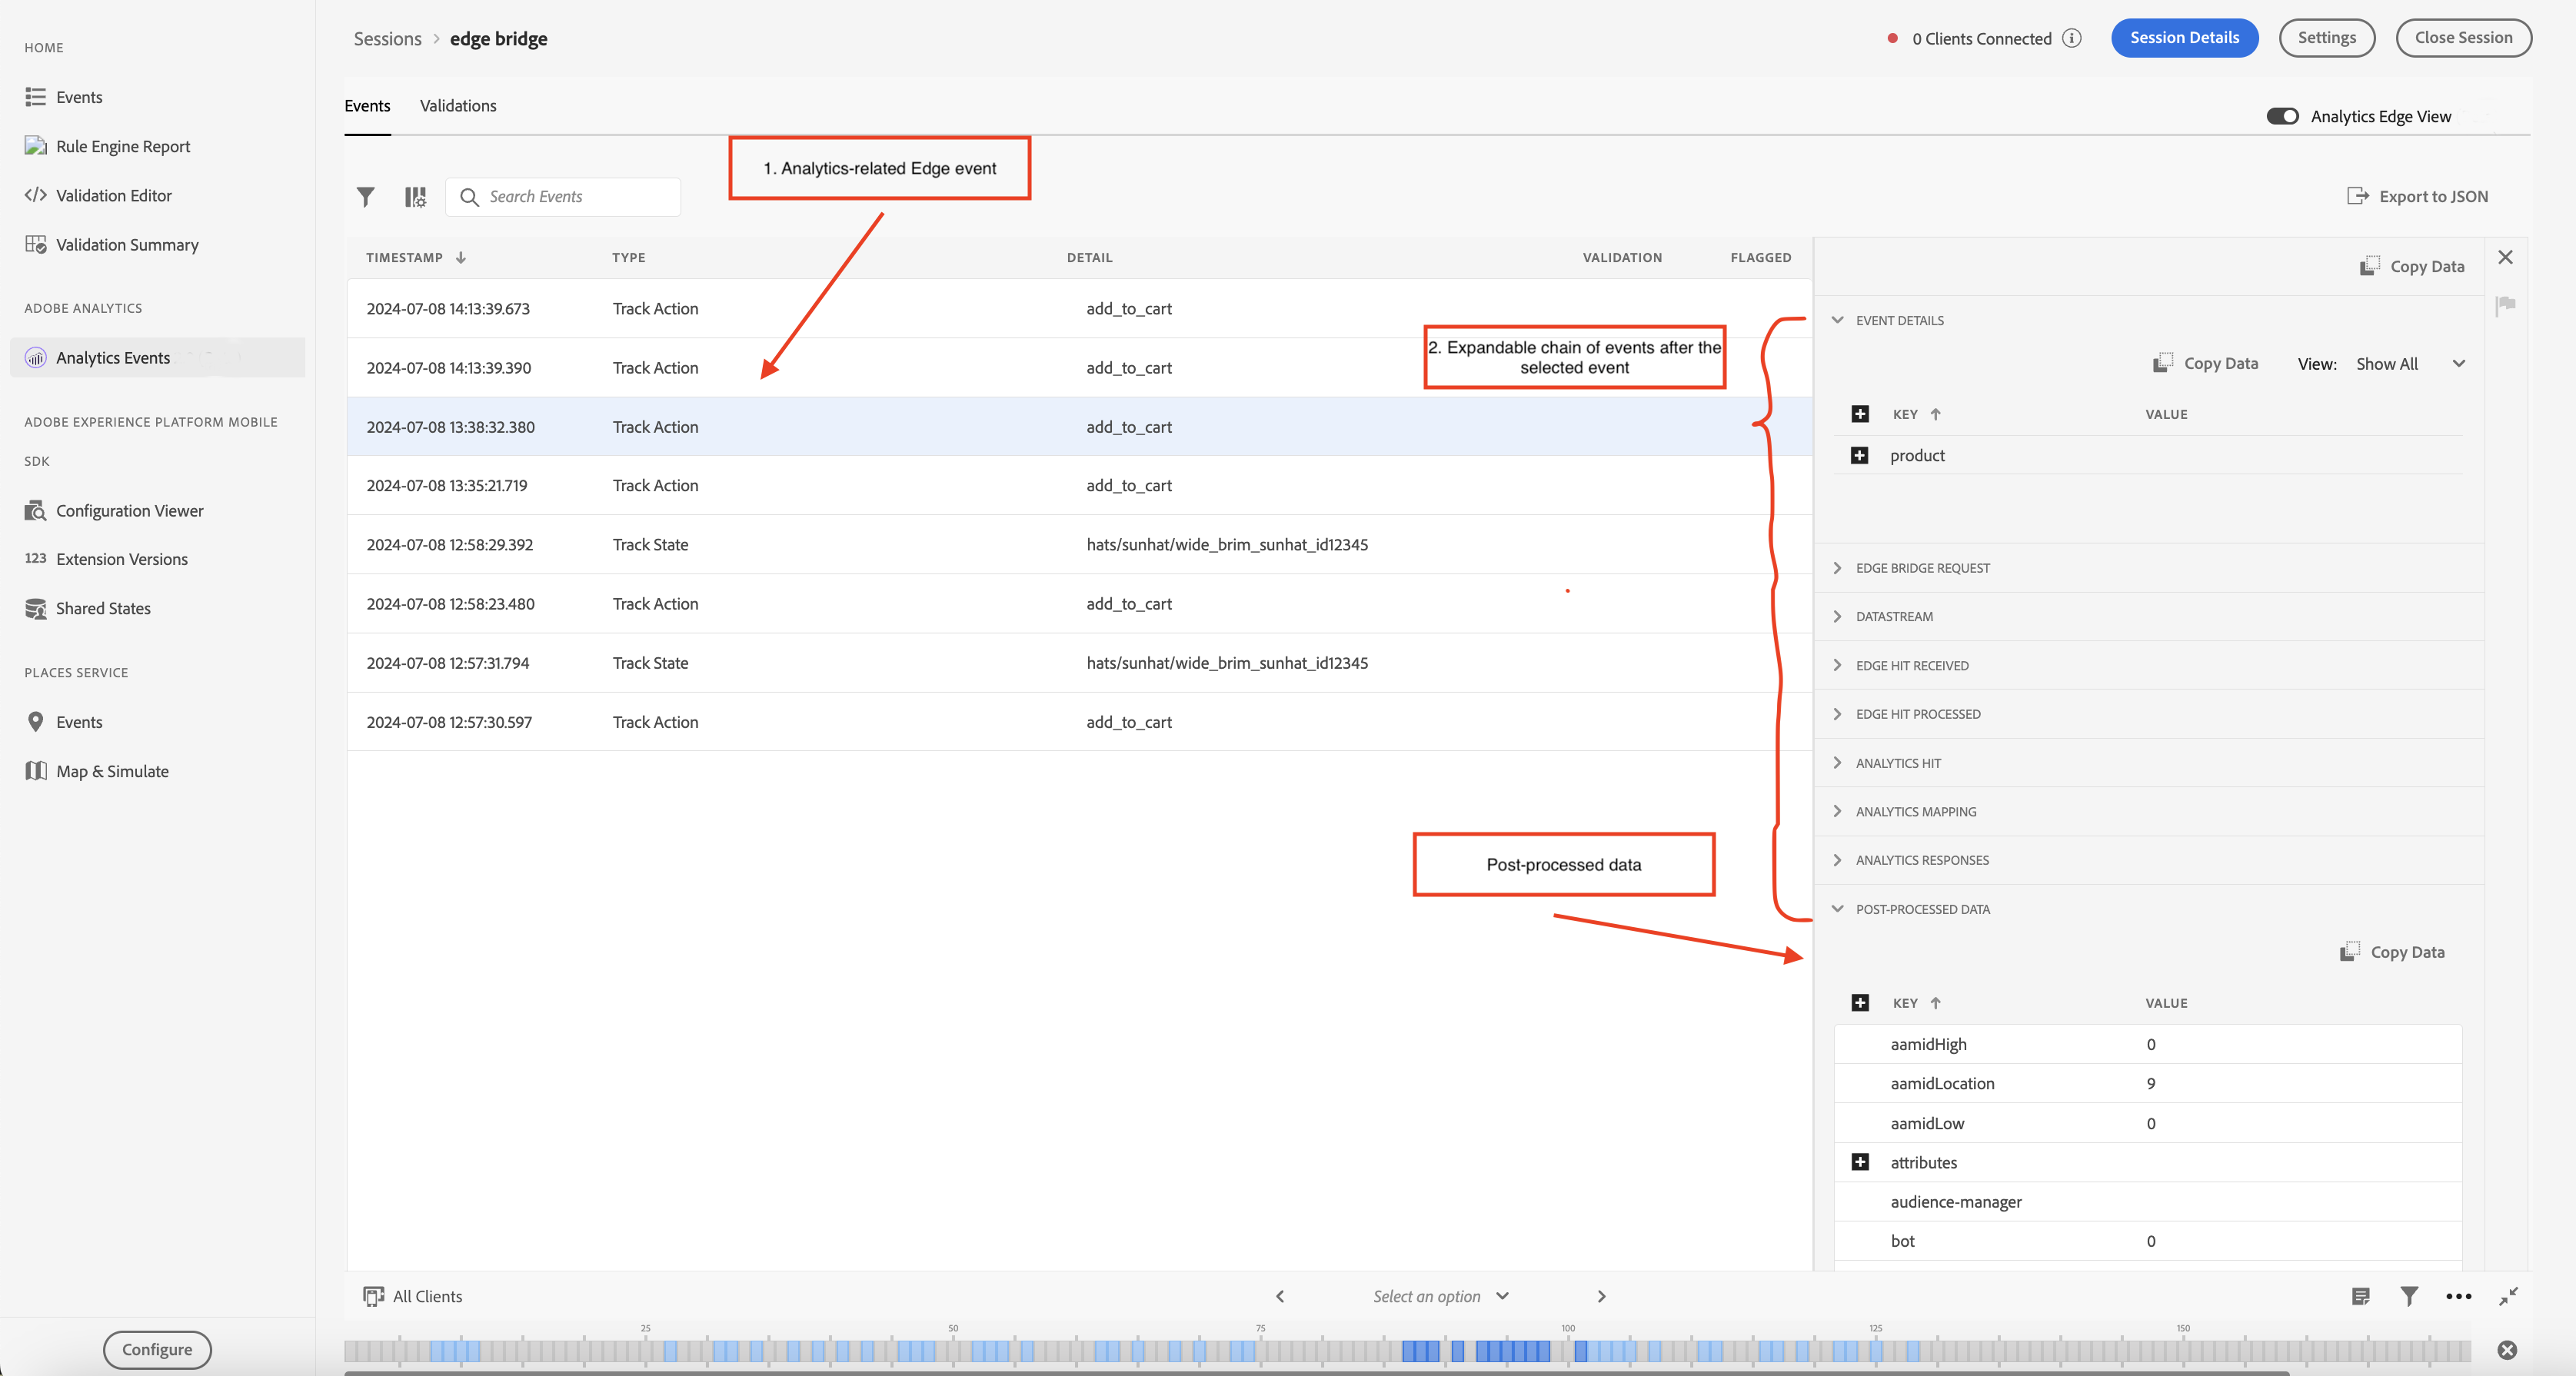 HOME
Events
Rule Engine Report
Validation Editor
Validation Summary
ADOBE ANALYTICS
Analytics Events
ADOBE EXPERIENCE PLATFORM MOBILE
SDK
Configuration Viewer
123 Extension Versions
Shared States
PLACES SERVICE
Events
Map & Simulate
Configure
Sessions > edge bridge
0 Clients Connected
Session Details
Settings
Close Session
Events Validations
Analytics Edge View
1. Analytics-related Edge event
Search Events
Export to JSON
TIMESTAMP TYPE DETAIL VALIDATION FLAGGED
2024-07-08 14:13:39.673 Track Action add_to_cart
2024-07-08 14:13:39.390 Track Action add_to_cart
2024-07-08 13:38:32.380 Track Action add_to_cart
2024-07-08 13:35:21.719 Track Action add_to_cart
2024-07-08 12:58:29.392 Track State hats/sunhat/wide_brim_sunhat_id12345
2024-07-08 12:58:23.480 Track Action add_to_cart
2024-07-08 12:57:31.794 Track State hats/sunhat/wide_brim_sunhat_id12345
2024-07-08 12:57:30.597 Track Action add_to_cart
2. Expandable chain of events after the
selected event
Post-processed data
Copy Data
EVENT DETAILS
Copy Data View: Show All
KEY VALUE
product
EDGE BRIDGE REQUEST
DATASTREAM
EDGE HIT RECEIVED
EDGE HIT PROCESSED
ANALYTICS HIT
ANALYTICS MAPPING
ANALYTICS RESPONSES
POST-PROCESSED DATA
Copy Data
KEY VALUE
aamidHigh 0
aamidLocation 9
aamidLow 0
attributes
audience-manager
bot 0
All Clients
Select an option
25 50 75 100 125 150